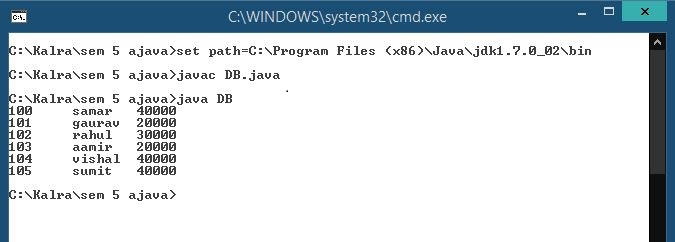 C:\WINDOWS\system32\cmd.exe
C:\Kalra\sem 5 ajava>set path=C:\Program Files (x86)\Java\jdk1.7.0_02\bin
C:\Kalra\sem 5 ajava>javac DB.java
C:\Kalra\sem 5 ajava>java DB
100 samar 40000
101 gaurav 20000
102 rahul 30000
103 aamir 20000
104 vishal 40000
105 sumit 40000
C:\Kalra\sem 5 ajava>